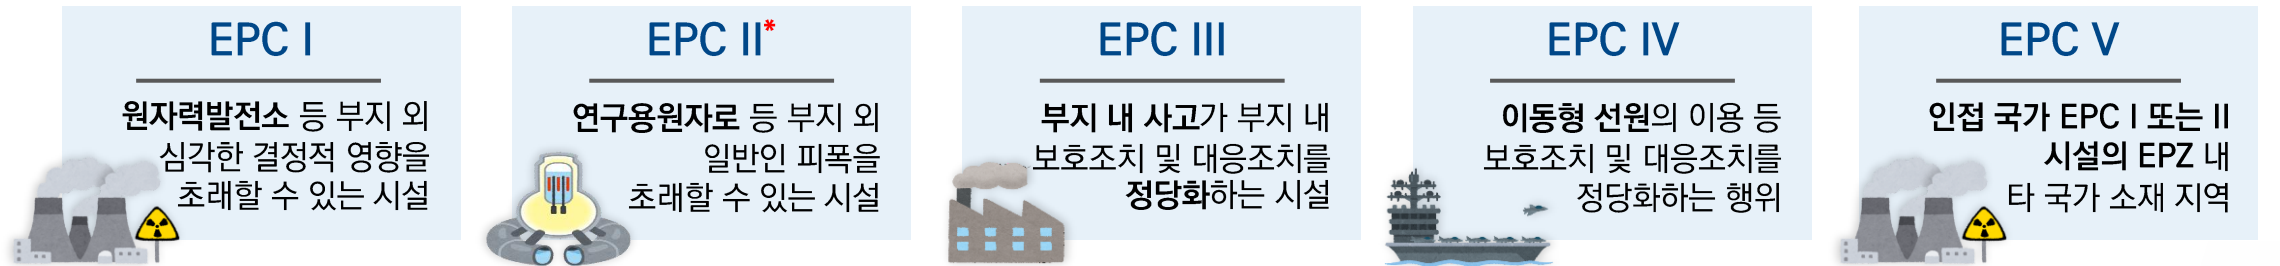 EPC I
원자력발전소 등 부지 외
심각한 결정적 영향을
초래할 수 있는 시설
EPC II*
연구용원자로 등 부지 외
일반인 피폭을
초래할 수 있는 시설
EPC III
부지 내 사고가 부지 내
보호조치 및 대응조치를
정당화하는 시설
EPC IV
이동형 선원의 이용 등
보호조치 및 대응조치를
정당화하는 행위
EPC V
인접 국가 EPC I 또는 II
시설의 EPZ 내
타 국가 소재 지역